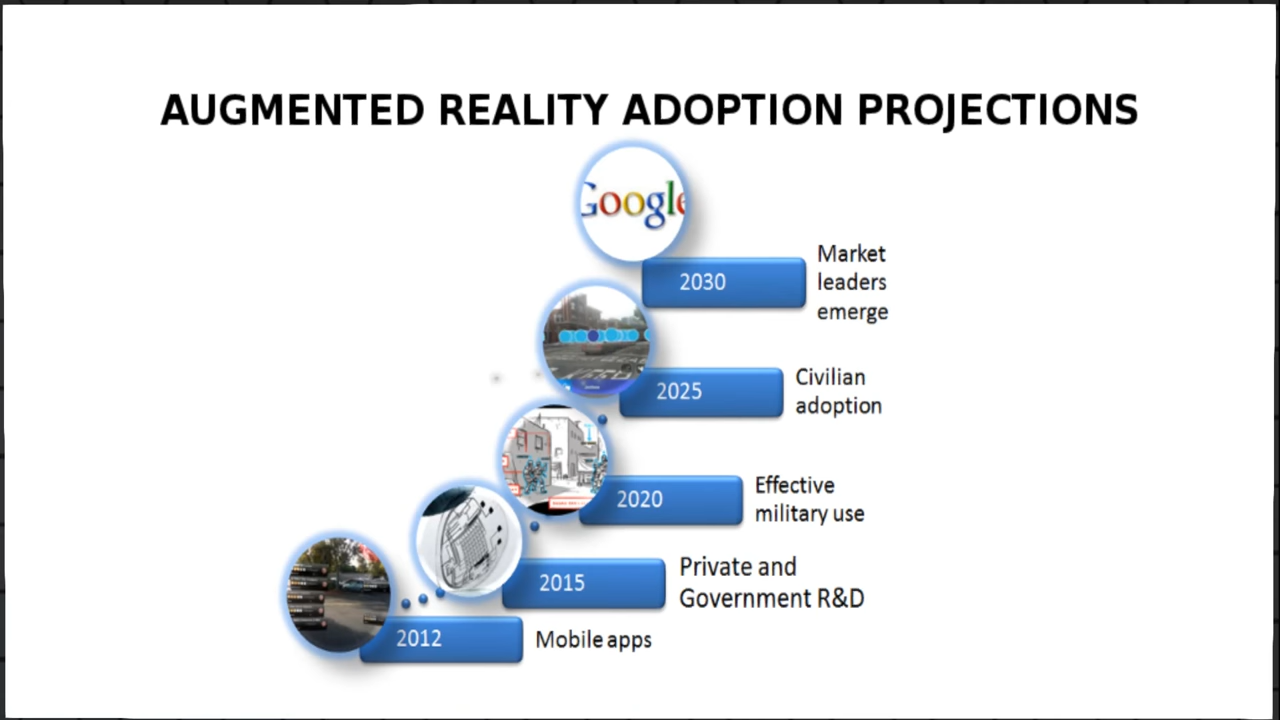 AUGMENTED REALITY ADOPTION PROJECTIONS
Google
2030
Market
leaders
emerge
2025
Civilian
adoption
2020
Effective
military use
2015
Private and
Government R&D
2012
Mobile apps